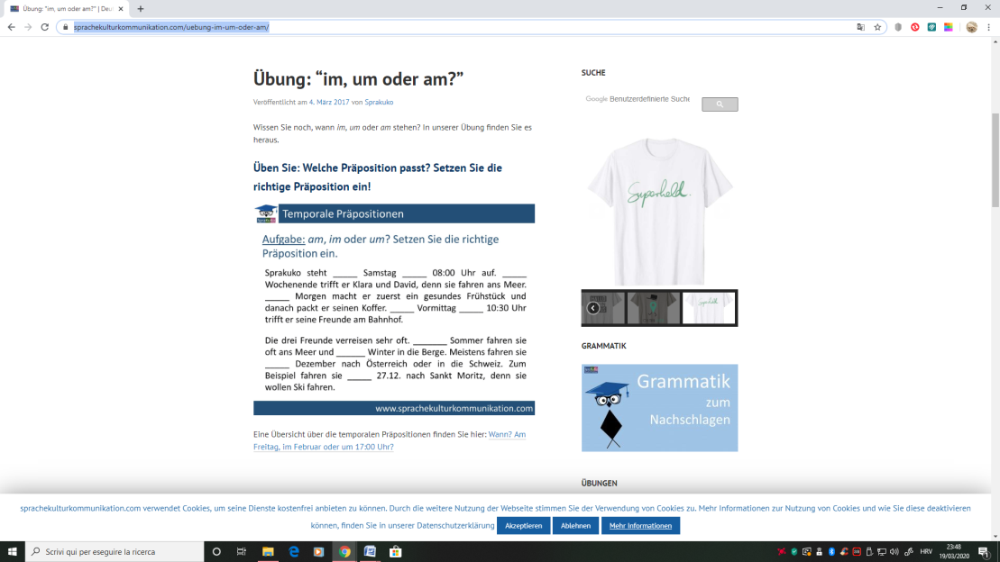 Übung: "im, um oder am?" | Deu
sprachekulturkommunikation.com/uebung-im-um-oder-am/
Übung: “im, um oder am?”
Veröffentlicht am 4. März 2017 von Sprakuko
Wissen Sie noch, wann im, um oder am stehen? In unserer Übung finden Sie es
heraus.
Üben Sie: Welche Präposition passt? Setzen Sie die
richtige Präposition ein!
Temporale Präpositionen
Aufgabe: am, im oder um? Setzen Sie die richtige
Präposition ein.
Sprakuko steht _____ Samstag _____ 08:00 Uhr auf. _____
Wochenende trifft er Klara und David, denn sie fahren ans Meer.
_____ Morgen macht er zuerst ein gesundes Frühstück und
danach packt er seinen Koffer. _____ Vormittag _____ 10:30 Uhr
trifft er seine Freunde am Bahnhof.
Die drei Freunde verreisen sehr oft. _______ Sommer fahren sie
oft ans Meer und ______ Winter in die Berge. Meistens fahren sie
_____ Dezember nach Österreich oder in die Schweiz. Zum
Beispiel fahren sie _____ 27.12. nach Sankt Moritz, denn sie
wollen Ski fahren.
www.sprachekulturkommunikation.com
Eine Übersicht über die temporalen Präpositionen finden Sie hier: Wann? Am
Freitag, im Februar oder um 17:00 Uhr?
SUCHE
Google Benutzerdefinierte Suche
Superheld.
GRAMMATIK
Grammatik
zum
Nachschlagen
ÜBUNGEN
sprachekulturkommunikation.com verwendet Cookies, um seine Dienste kostenfrei anbieten zu können. Durch die weitere Nutzung der Webseite stimmen Sie der Verwendung von Cookies zu. Mehr Informationen zur Nutzung von Cookies und wie Sie diese deaktivieren
können, finden Sie in unserer Datenschutzerklärung Akzeptieren Ablehnen Mehr Informationen
Scrivi qui per eseguire la ricerca
HRV
23:48
19/03/2020